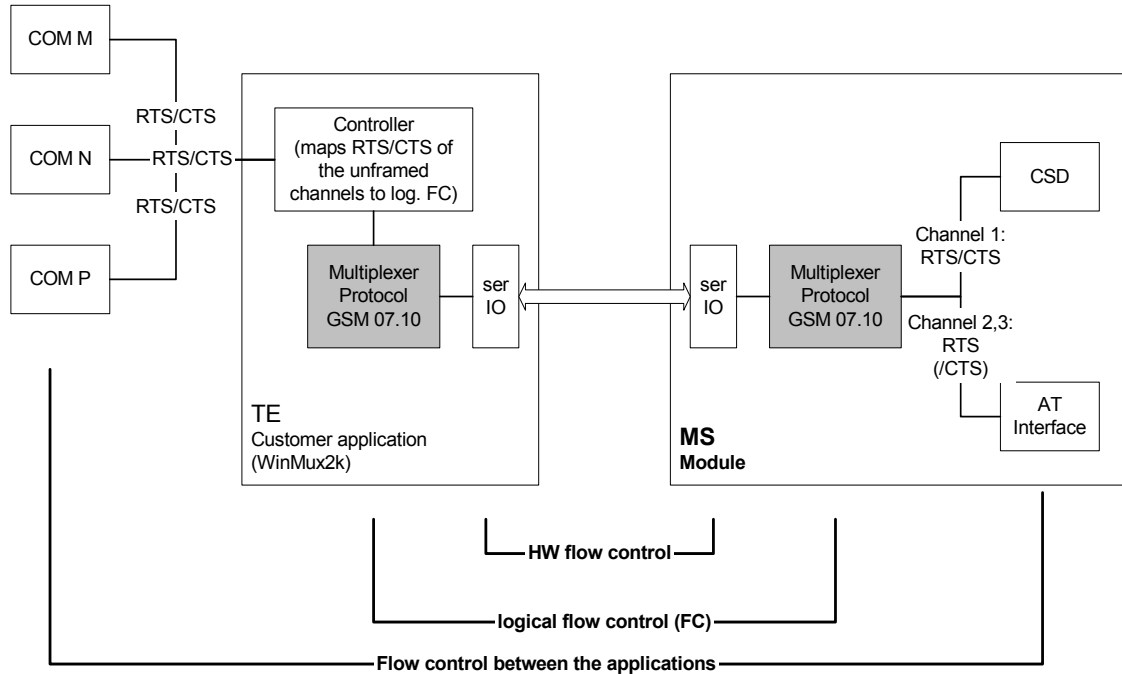 COM M
RTS/CTS
COM N
RTS/CTS
RTS/CTS
COM P
Controller
(maps RTS/CTS of
the unframed
channels to log. FC)
Multiplexer
Protocol
GSM 07.10
ser
IO
TE
Customer application
(WinMux2k)
ser
IO
Multiplexer
Protocol
GSM 07.10
CSD
Channel 1:
RTS/CTS
Channel 2,3:
RTS
(/CTS)
AT
Interface
MS
Module
HW flow control
logical flow control (FC)
Flow control between the applications